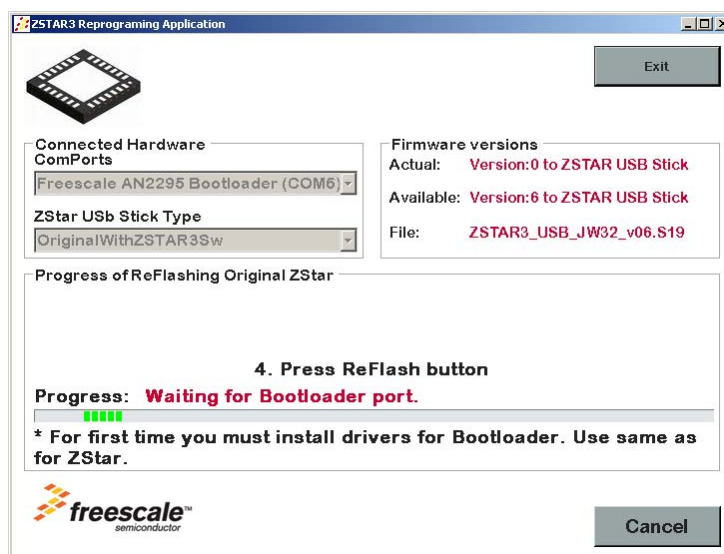 ZSTAR3 Reprograming Application
Exit
Connected Hardware
ComPorts
Freescale AN2295 Bootloader (COM6)
ZStar USb Stick Type
OriginalWithZSTAR3Sw
Firmware versions
Actual: Version:0 to ZSTAR USB Stick
Available: Version:6 to ZSTAR USB Stick
File: ZSTAR3_USB_JW32_v06.S19
Progress of ReFlashing Original ZStar
4. Press ReFlash button
Progress: Waiting for Bootloader port.
* For first time you must install drivers for Bootloader. Use same as
for ZStar.
freescale™
semiconductor
Cancel